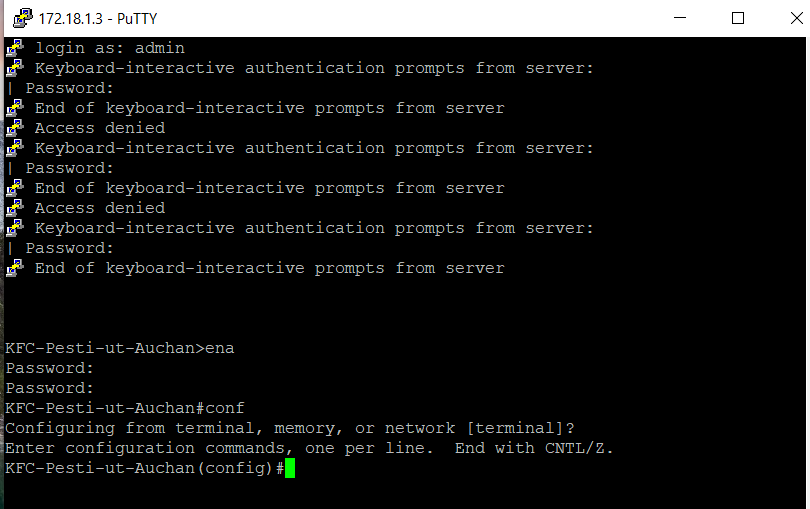 172.18.1.3 - PuTTY
login as: admin
Keyboard-interactive authentication prompts from server:
| Password:
End of keyboard-interactive prompts from server
Access denied
Keyboard-interactive authentication prompts from server:
| Password:
End of keyboard-interactive prompts from server
Access denied
Keyboard-interactive authentication prompts from server:
| Password:
End of keyboard-interactive prompts from server
KFC-Pesti-ut-Auchan>ena
Password:
Password:
KFC-Pesti-ut-Auchan#conf
Configuring from terminal, memory, or network [terminal]?
Enter configuration commands, one per line.  End with CNTL/Z.
KFC-Pesti-ut-Auchan(config)#